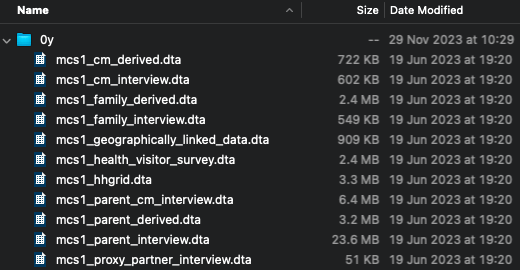 Name Size Date Modified
0y -- 29 Nov 2023 at 10:29
mcs1_cm_derived.dta 722 KB 19 Jun 2023 at 19:20
mcs1_cm_interview.dta 602 KB 19 Jun 2023 at 19:20
mcs1_family_derived.dta 2.4 MB 19 Jun 2023 at 19:20
mcs1_family_interview.dta 549 KB 19 Jun 2023 at 19:20
mcs1_geographically_linked_data.dta 909 KB 19 Jun 2023 at 19:20
mcs1_health_visitor_survey.dta 2.4 MB 19 Jun 2023 at 19:20
mcs1_hhgrid.dta 3.3 MB 19 Jun 2023 at 19:20
mcs1_parent_cm_interview.dta 6.4 MB 19 Jun 2023 at 19:20
mcs1_parent_derived.dta 3.2 MB 19 Jun 2023 at 19:20
mcs1_parent_interview.dta 23.6 MB 19 Jun 2023 at 19:20
mcs1_proxy_partner_interview.dta 51 KB 19 Jun 2023 at 19:20